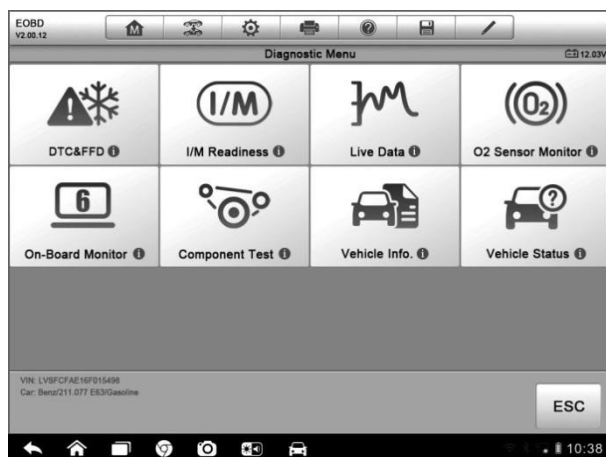 EOBD
V2.00.12
M
Diagnostic Menu
12.03V
I/M
O2
DTC&FFD
I/M Readiness
Live Data
O2 Sensor Monitor
6
?
On-Board Monitor
Component Test
Vehicle Info.
Vehicle Status
VIN: LVSFCFAE16F015498
Car: Benz/211.077 E63/Gasoline
ESC
10:38